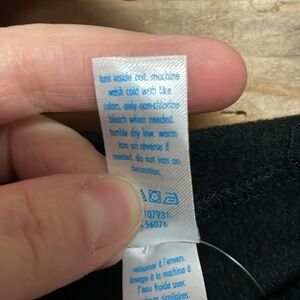 turn inside out. machine
wash cold with like
colors. only non-chlorine
bleach when needed.
tumble dry low. warm
iron on reverse if
needed. do not iron on
decoration.
107931
56076
retourner à l'envers.
lavage à la machine à
l'eau froide avec
similaires.